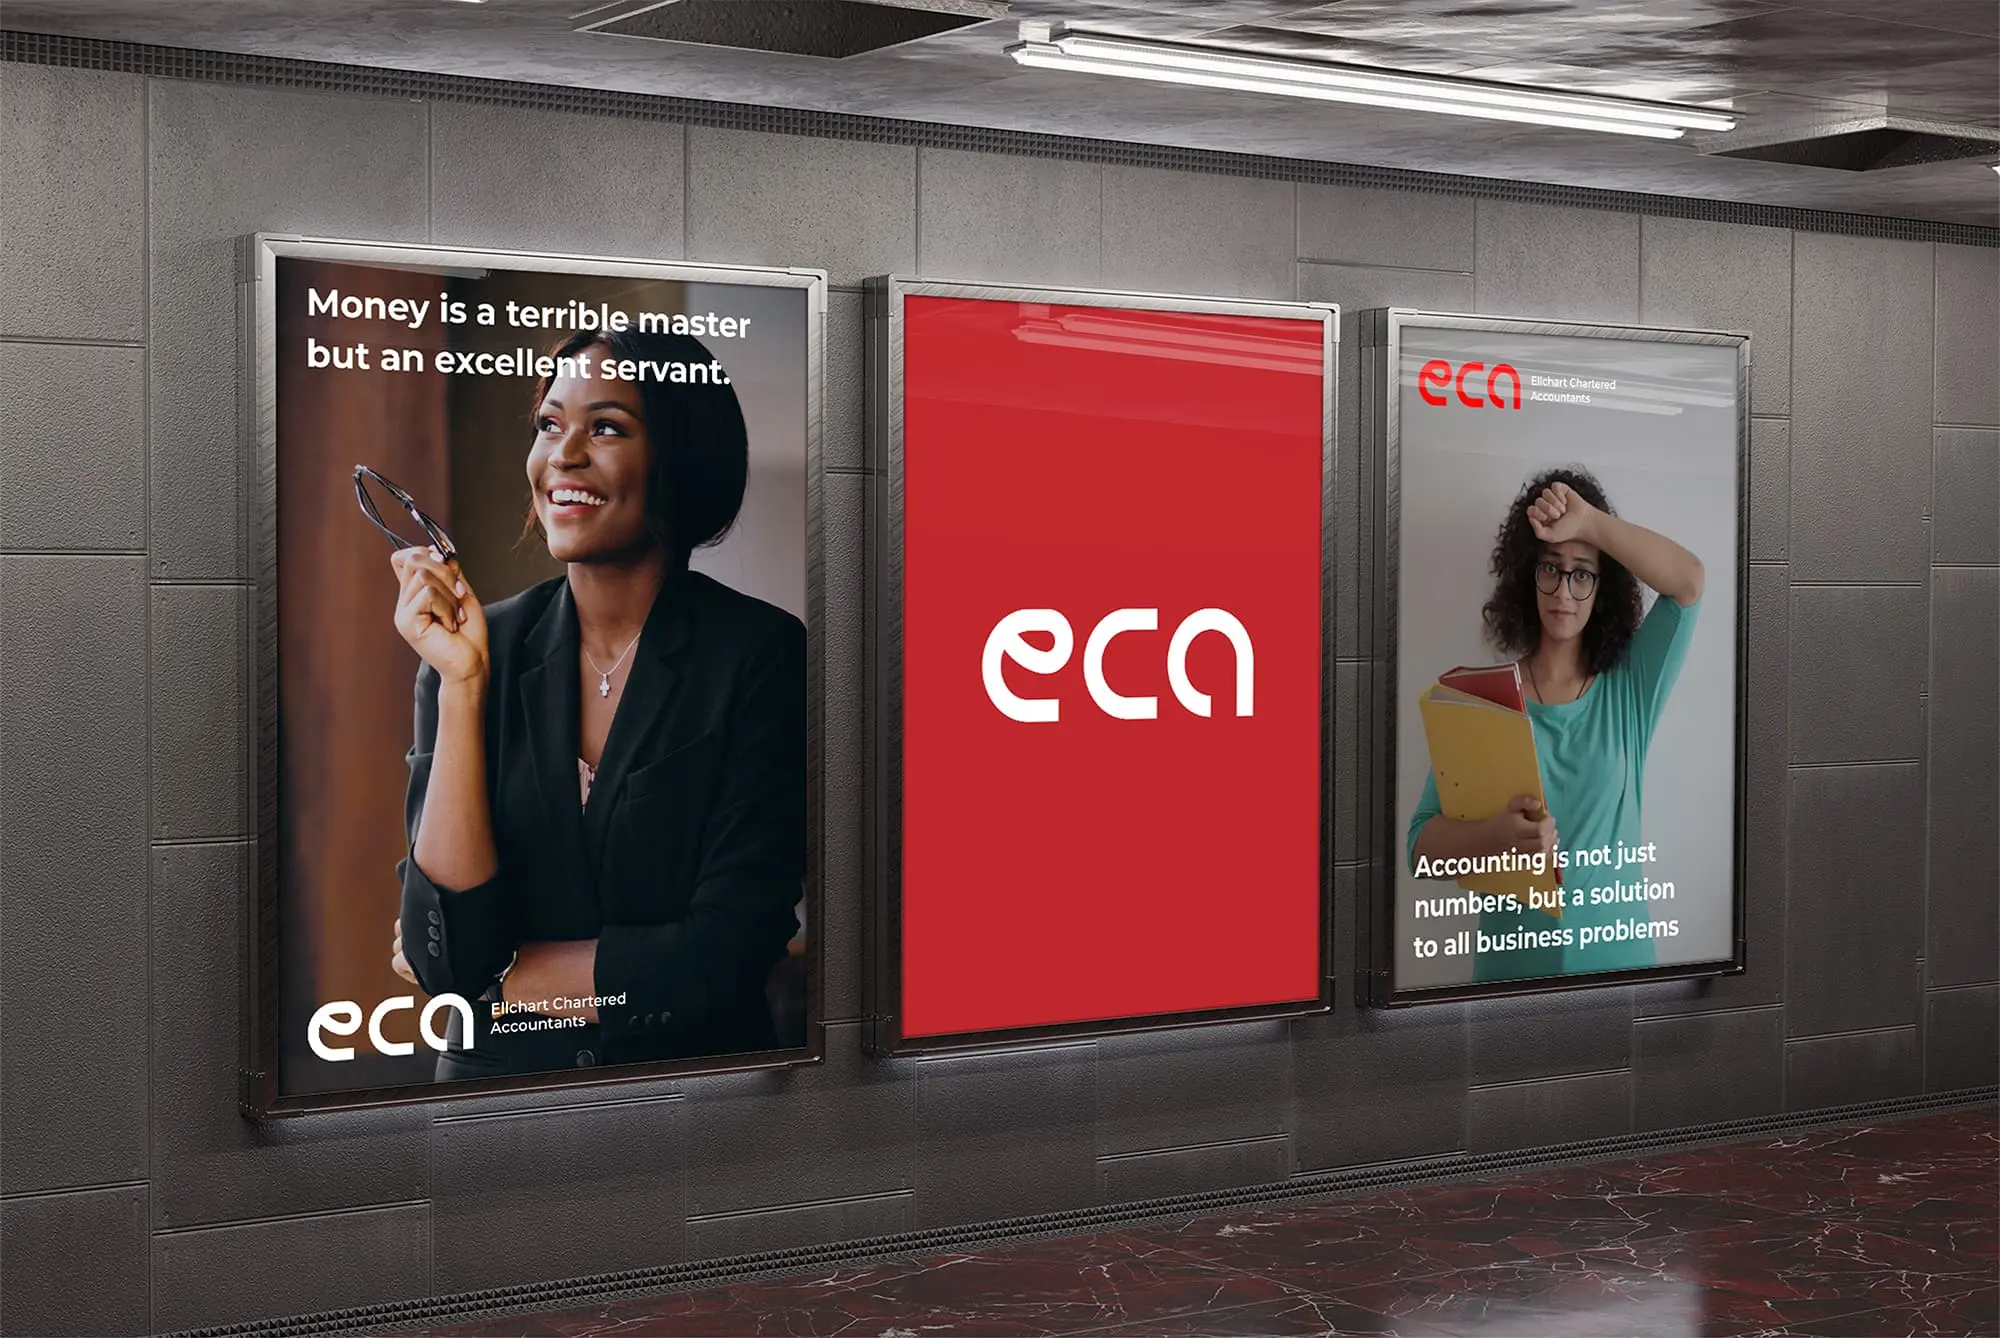 Money is a terrible master
but an excellent servant.
eca
Ellchart Chartered
Accountants
eca
eca
Ellchart Chartered
Accountants
Accounting is not just
numbers, but a solution
to all business problems